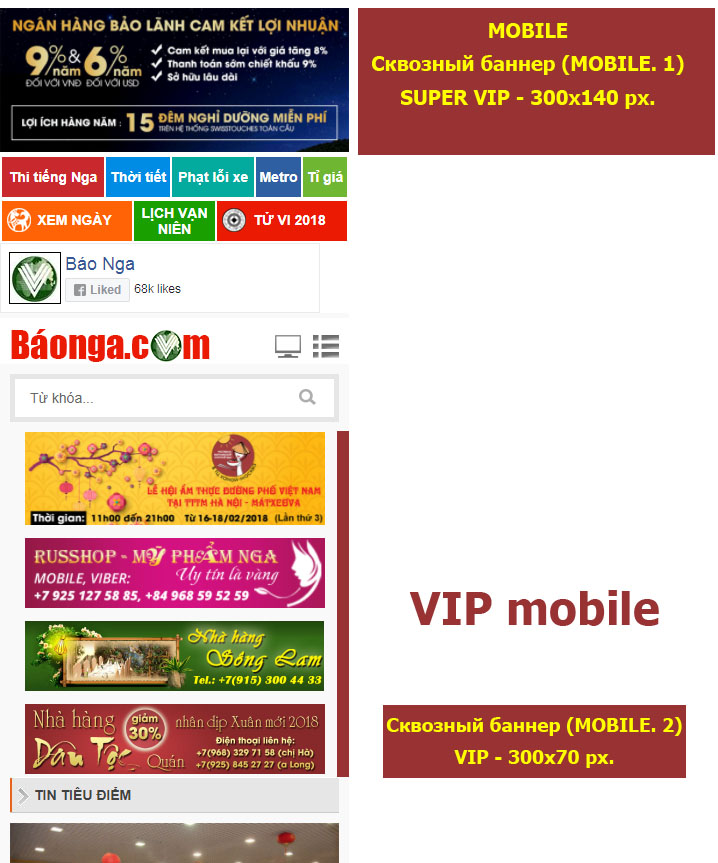 NGÂN HÀNG BẢO LÃNH CAM KẾT LỢI NHUẬN
9%/năm & 6%/năm
ĐỐI VỚI VNĐ ĐỐI VỚI USD
Cam kết mua lại với giá tăng 8%
Thanh toán sớm chiết khấu 9%
Sở hữu lâu dài
LỢI ÍCH HÀNG NĂM : 15 ĐÊM NGHỈ DƯỠNG MIỄN PHÍ
TRÊN HỆ THỐNG SWISSTOUCHES TOÀN CẦU
MOBILE
Сквозный баннер (MOBILE. 1)
SUPER VIP - 300x140 px.
Thi tiếng Nga Thời tiết Phạt lỗi xe Metro Tỉ giá
XEM NGÀY LỊCH VẠN NIÊN TỬ VI 2018
Báo Nga
Liked 68k likes
Báonga.com
Từ khóa...
LỄ HỘI ẨM THỰC ĐƯỜNG PHỐ VIỆT NAM
TẠI TTTM HÀ NỘI - MATXCƠVA
Thời gian: 11h00 đến 21h00 Từ 16-18/02/2018 (Lần thứ 3)
RUSSHOP - MỸ PHẨM NGA
MOBILE, VIBER: Uy tín là vàng
+7 925 127 58 85, +84 968 59 52 59
Nhà hàng
Sông Lam
Tel.: +7(915) 300 44 33
Nhà hàng giảm 30% nhân dịp Xuân mới 2018
Dân Tộc Quán
Điện thoại liên hệ:
+7(968) 329 71 58 (chị Hà)
+7(925) 845 27 27 (a Long)
VIP mobile
Сквозный баннер (MOBILE. 2)
VIP - 300x70 px.
TIN TIÊU ĐIỂM